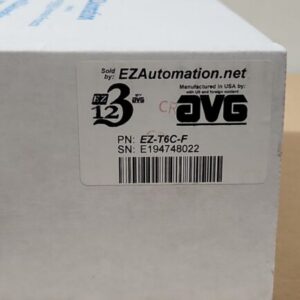 Sold by: EZAutomation.net
EZ 123 BY AVG
Manufactured in USA by:
with US and foreign content
AVG
PN: EZ-T6C-F
SN: E194748022